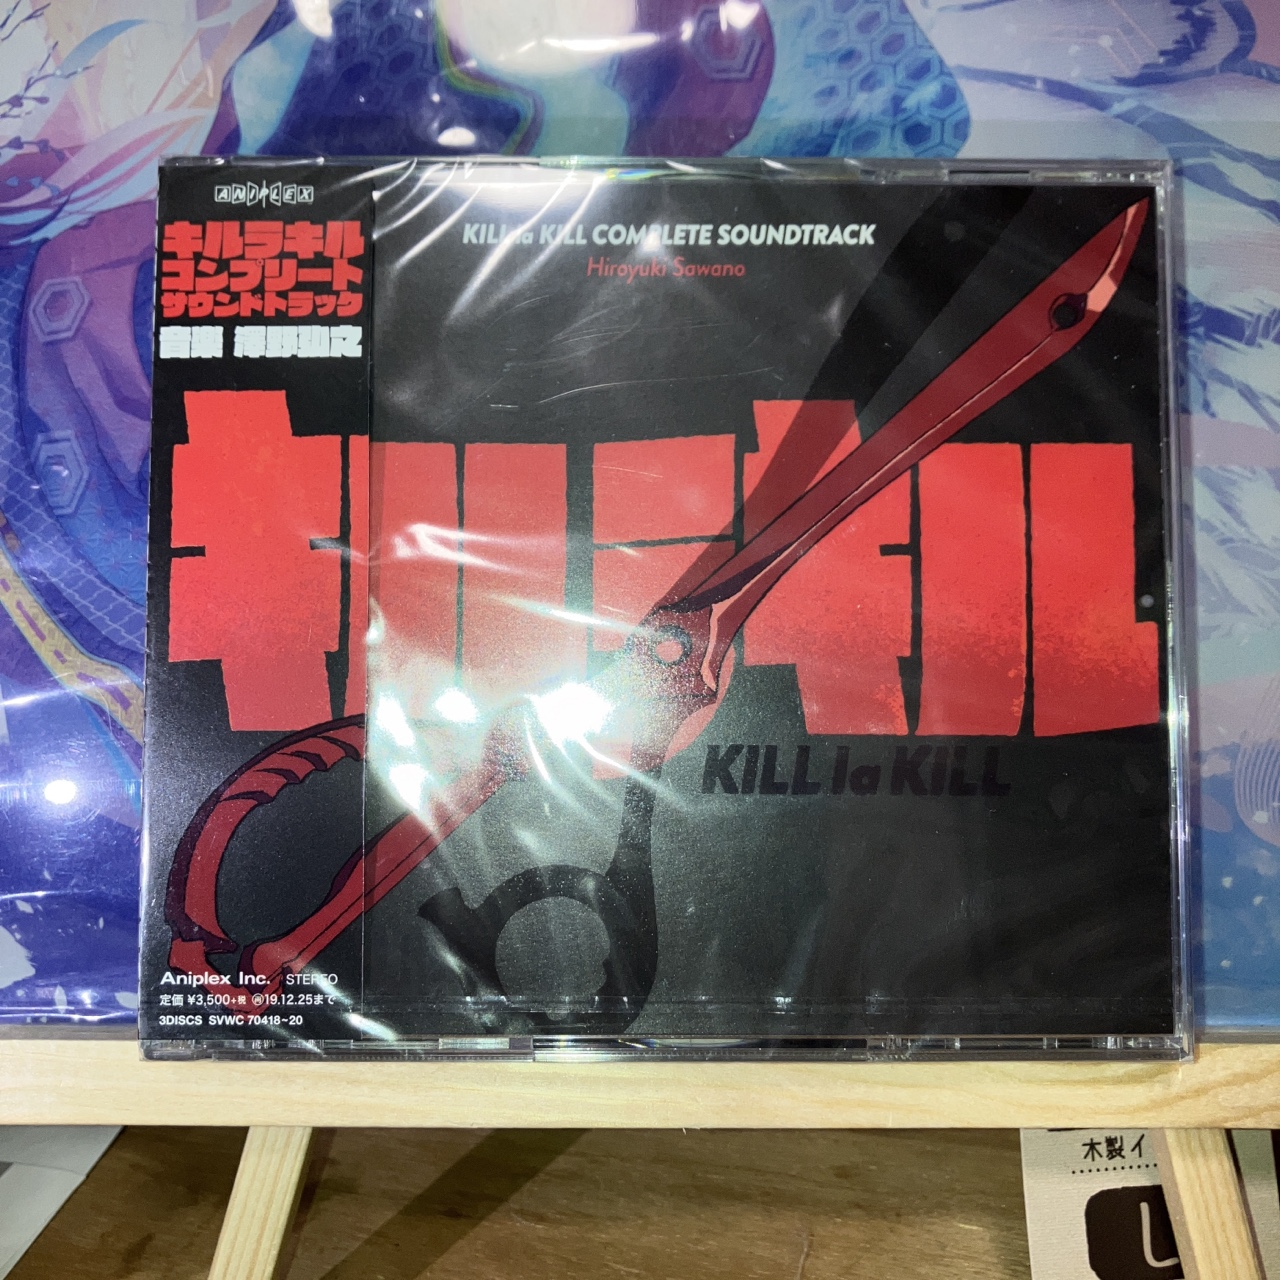 ANIPLEX
キルラキル
コンプリート
サウンドトラック
音楽 澤野弘之
KILL la KILL COMPLETE SOUNDTRACK
Hiroyuki Sawano
キルラキル
KILL la KILL
Aniplex Inc. STEREO
定価 ¥3,500+税 ㊢19.12.25まで
3DISCS SVWC 70418~20
木製イ